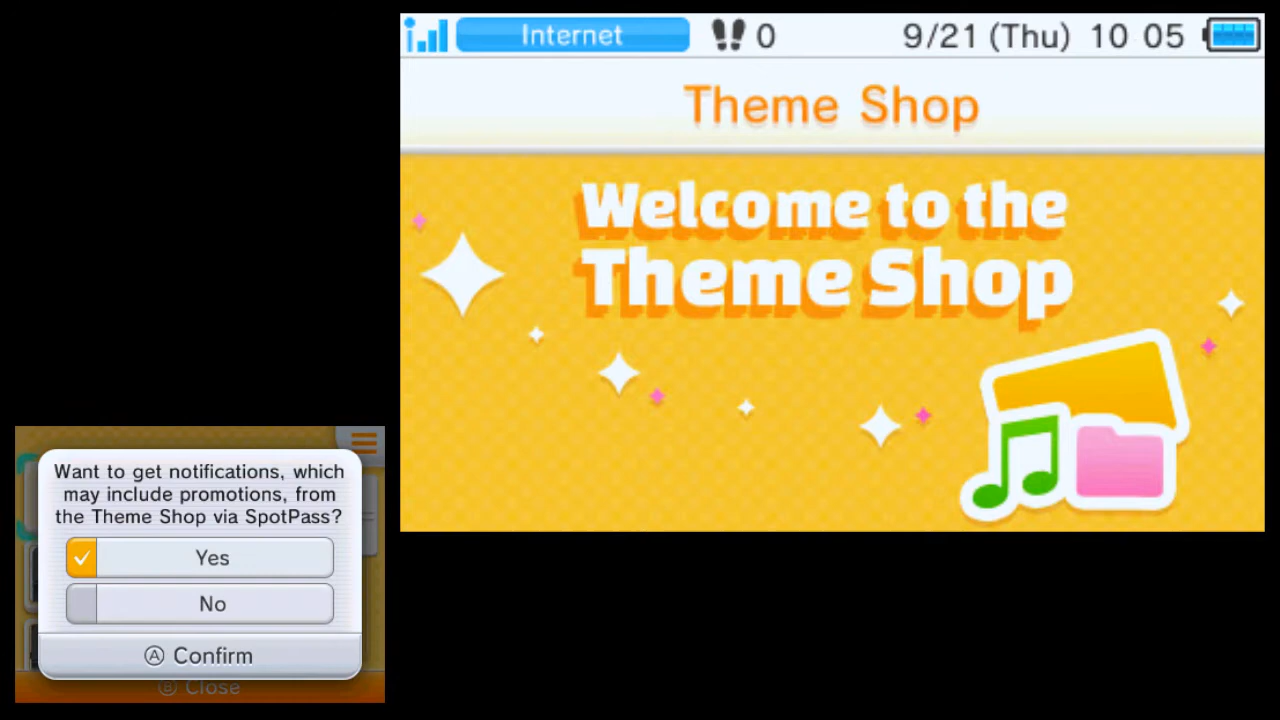 Internet
0
9/21 (Thu) 10 05
Theme Shop
Welcome to the
Theme Shop
Want to get notifications, which
may include promotions, from
the Theme Shop via SpotPass?
Yes
No
Ⓐ Confirm
Ⓑ Close